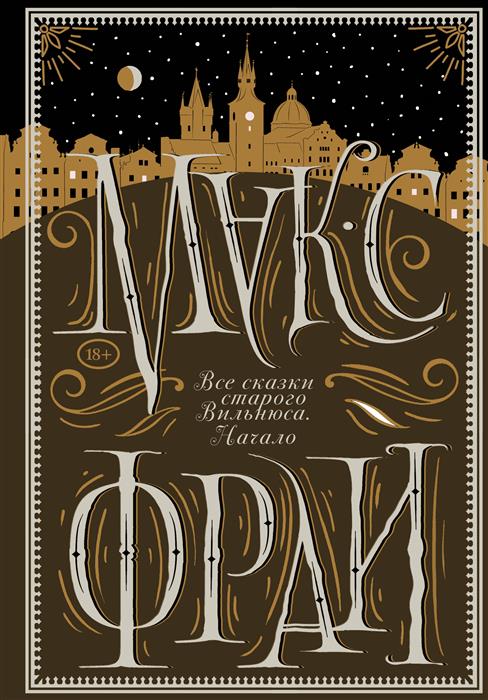 МАКС
18+
Все сказки
старого
Вильнюса.
Начало
ФРАЙ